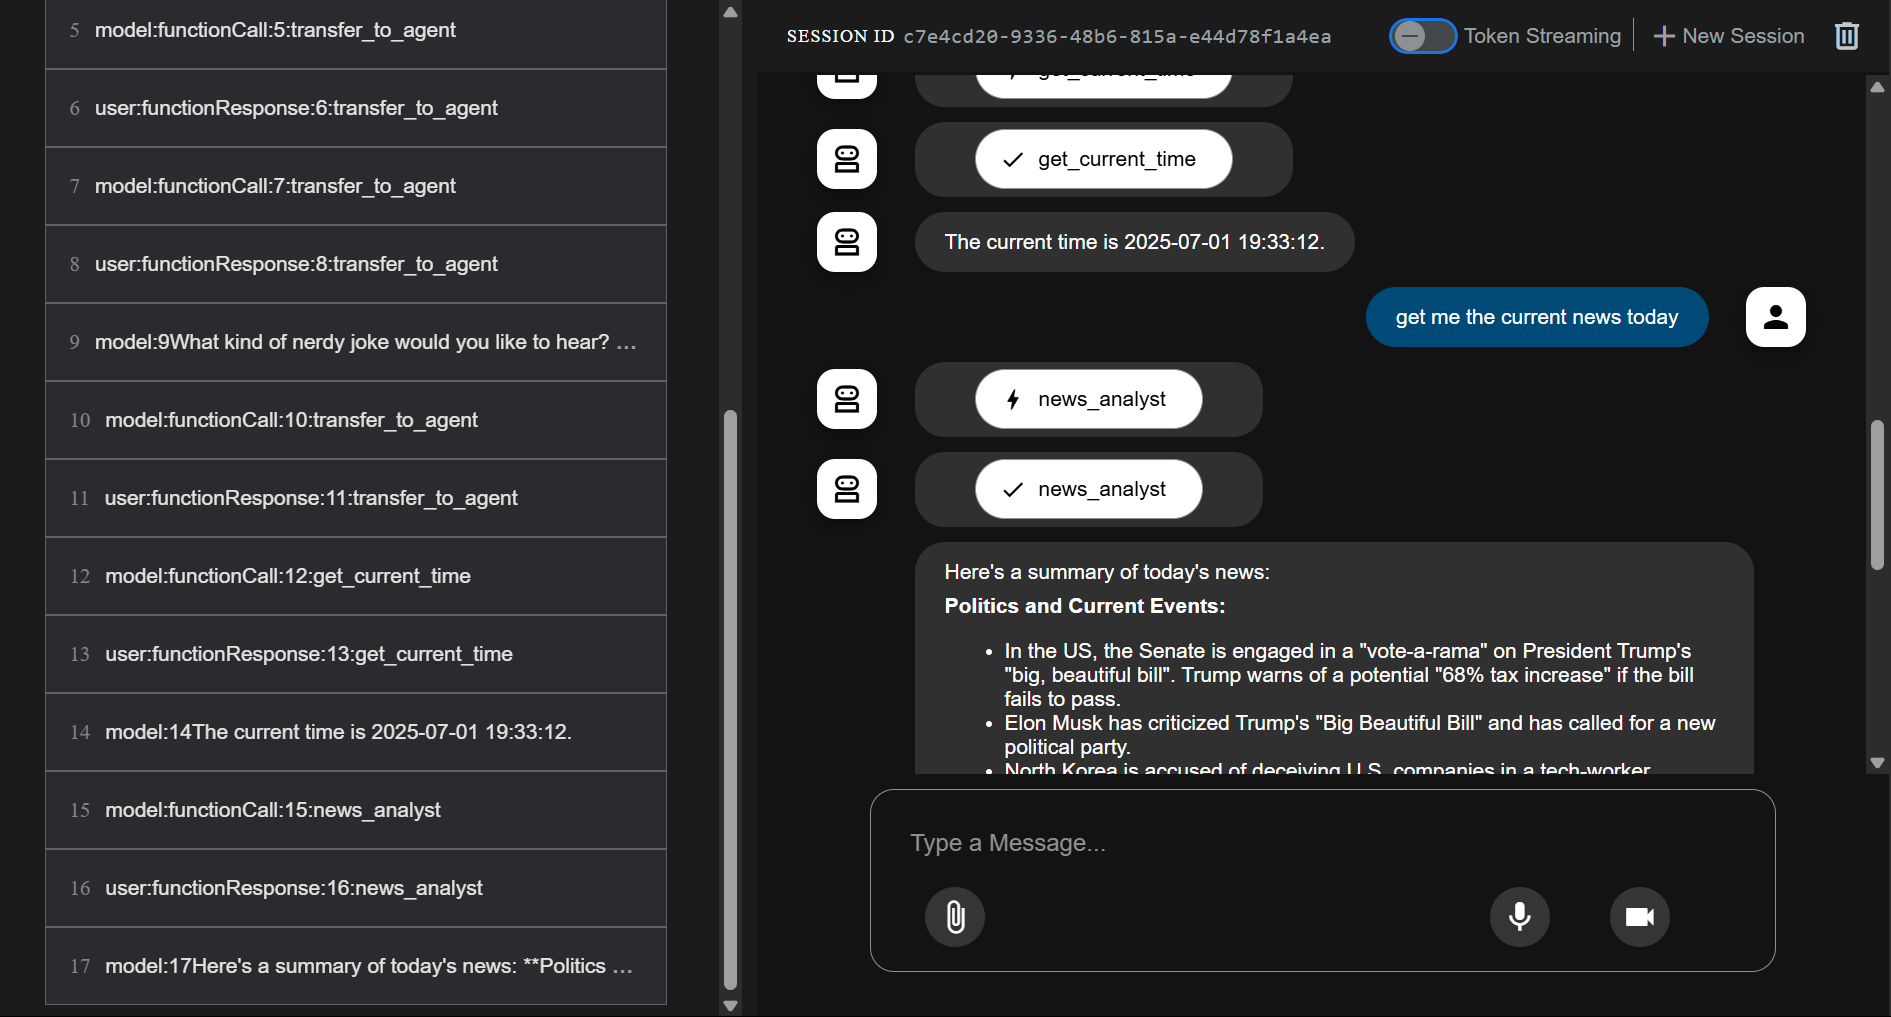 5 model:functionCall:5:transfer_to_agent
6 user:functionResponse:6:transfer_to_agent
7 model:functionCall:7:transfer_to_agent
8 user:functionResponse:8:transfer_to_agent
9 model:9What kind of nerdy joke would you like to hear? ...
10 model:functionCall:10:transfer_to_agent
11 user:functionResponse:11:transfer_to_agent
12 model:functionCall:12:get_current_time
13 user:functionResponse:13:get_current_time
14 model:14The current time is 2025-07-01 19:33:12.
15 model:functionCall:15:news_analyst
16 user:functionResponse:16:news_analyst
17 model:17Here's a summary of today's news: **Politics ...
SESSION ID c7e4cd20-9336-48b6-815a-e44d78f1a4ea
Token Streaming
New Session
get_current_time
get_current_time
The current time is 2025-07-01 19:33:12.
get me the current news today
news_analyst
news_analyst
Here's a summary of today's news:
Politics and Current Events:
• In the US, the Senate is engaged in a "vote-a-rama" on President Trump's
"big, beautiful bill". Trump warns of a potential "68% tax increase" if the bill
fails to pass.
• Elon Musk has criticized Trump's "Big Beautiful Bill" and has called for a new
political party.
• North Korea is accused of deceiving U.S. companies in a tech-worker
Type a Message...